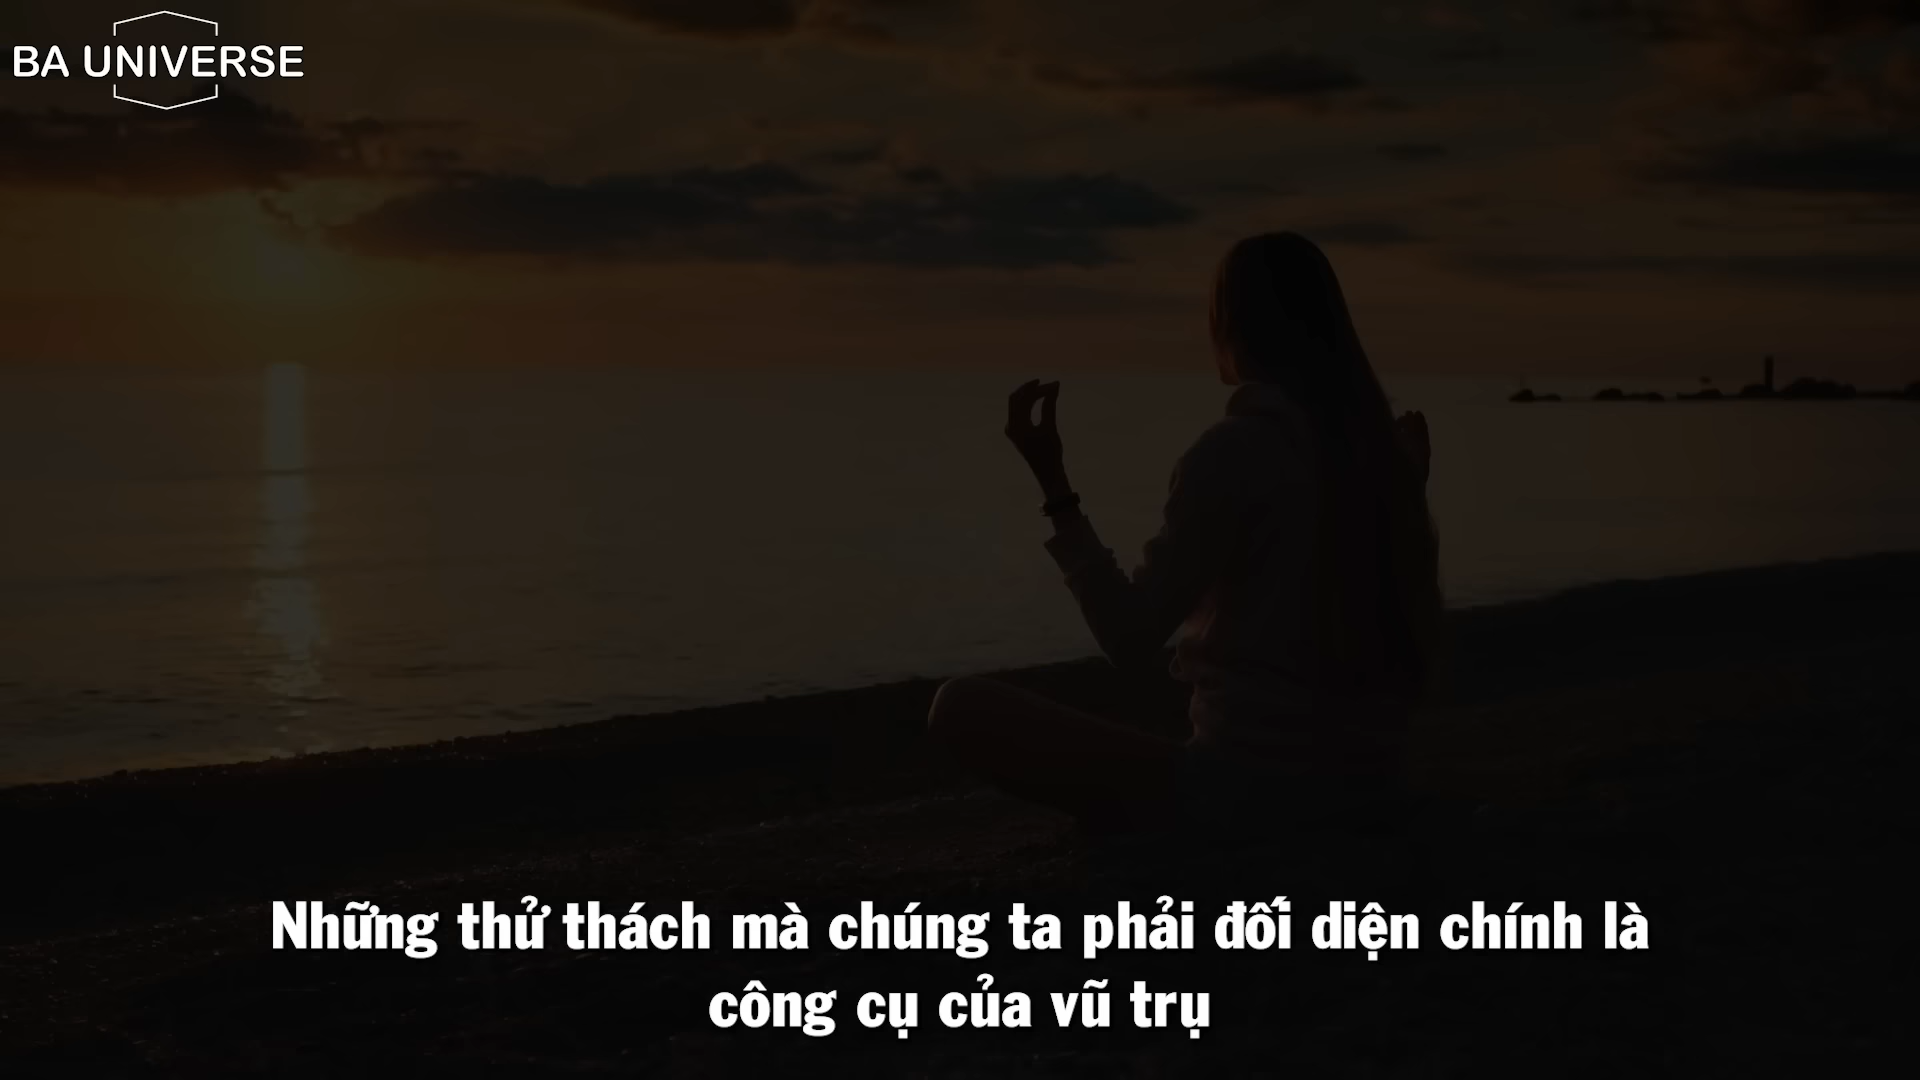 BA UNIVERSE
Những thử thách mà chúng ta phải đối diện chính là
công cụ của vũ trụ